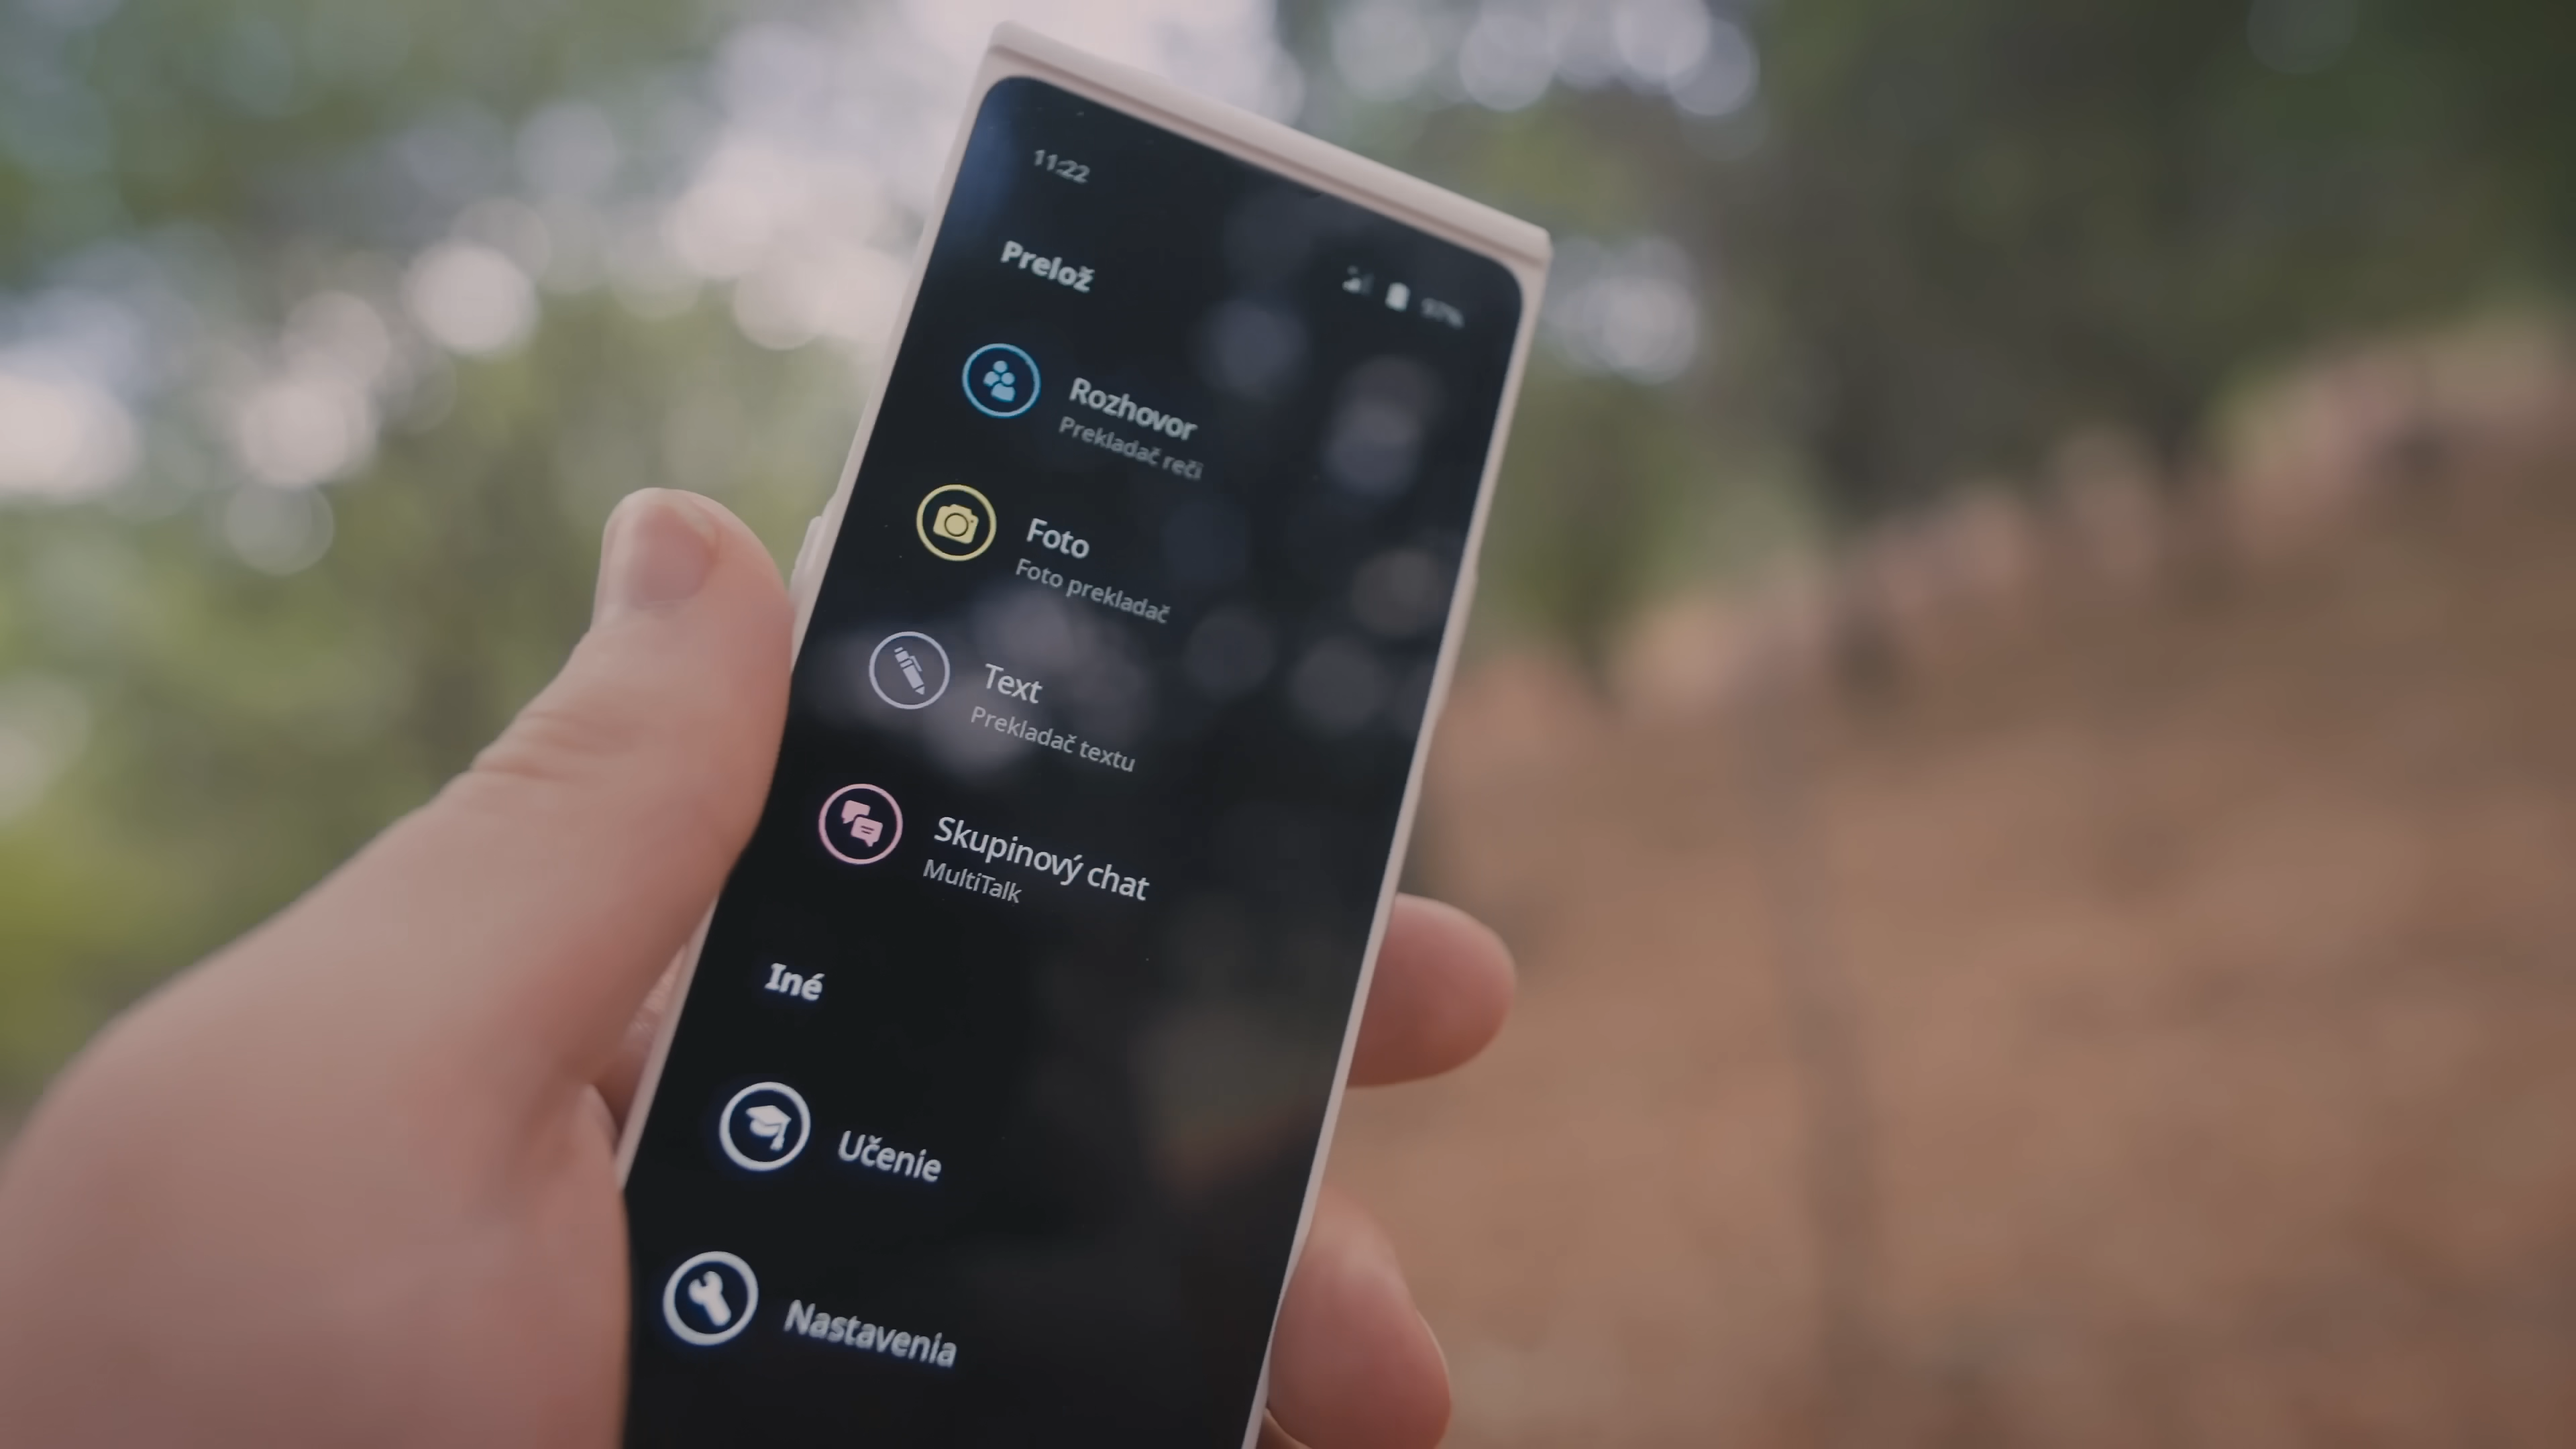 11:22
Prelož
Rozhovor
Prekladač reči
Foto
Foto prekladač
Text
Prekladač textu
Skupinový chat
MultiTalk
Iné
Učenie
Nastavenia